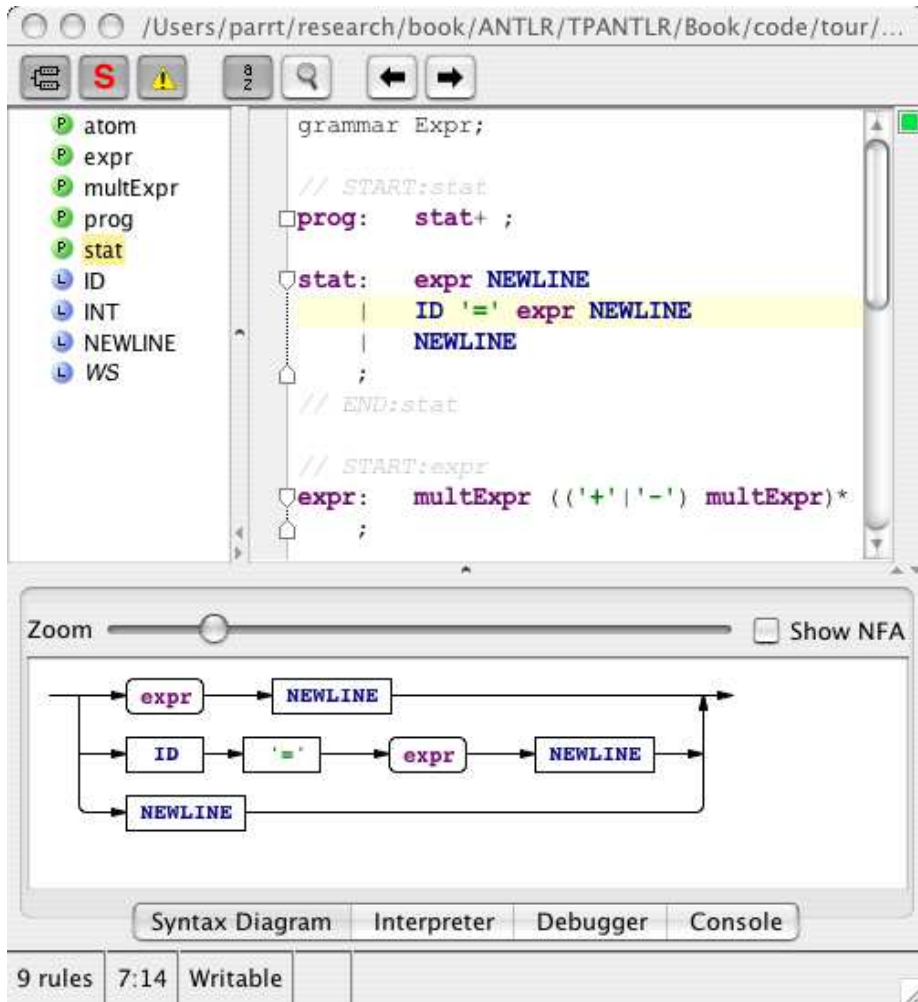 /Users/parrt/research/book/ANTLR/TPANTLR/Book/code/tour/...
S a z
P atom
P expr
P multExpr
P prog
P stat
L ID
L INT
L NEWLINE
L WS
grammar Expr;
// START:stat
prog: stat+ ;
stat: expr NEWLINE
| ID '=' expr NEWLINE
| NEWLINE
;
// END:stat
// START:expr
expr: multExpr (('+'|'-') multExpr)*
;
Zoom Show NFA
expr NEWLINE
ID '=' expr NEWLINE
NEWLINE
Syntax Diagram Interpreter Debugger Console
9 rules 7:14 Writable